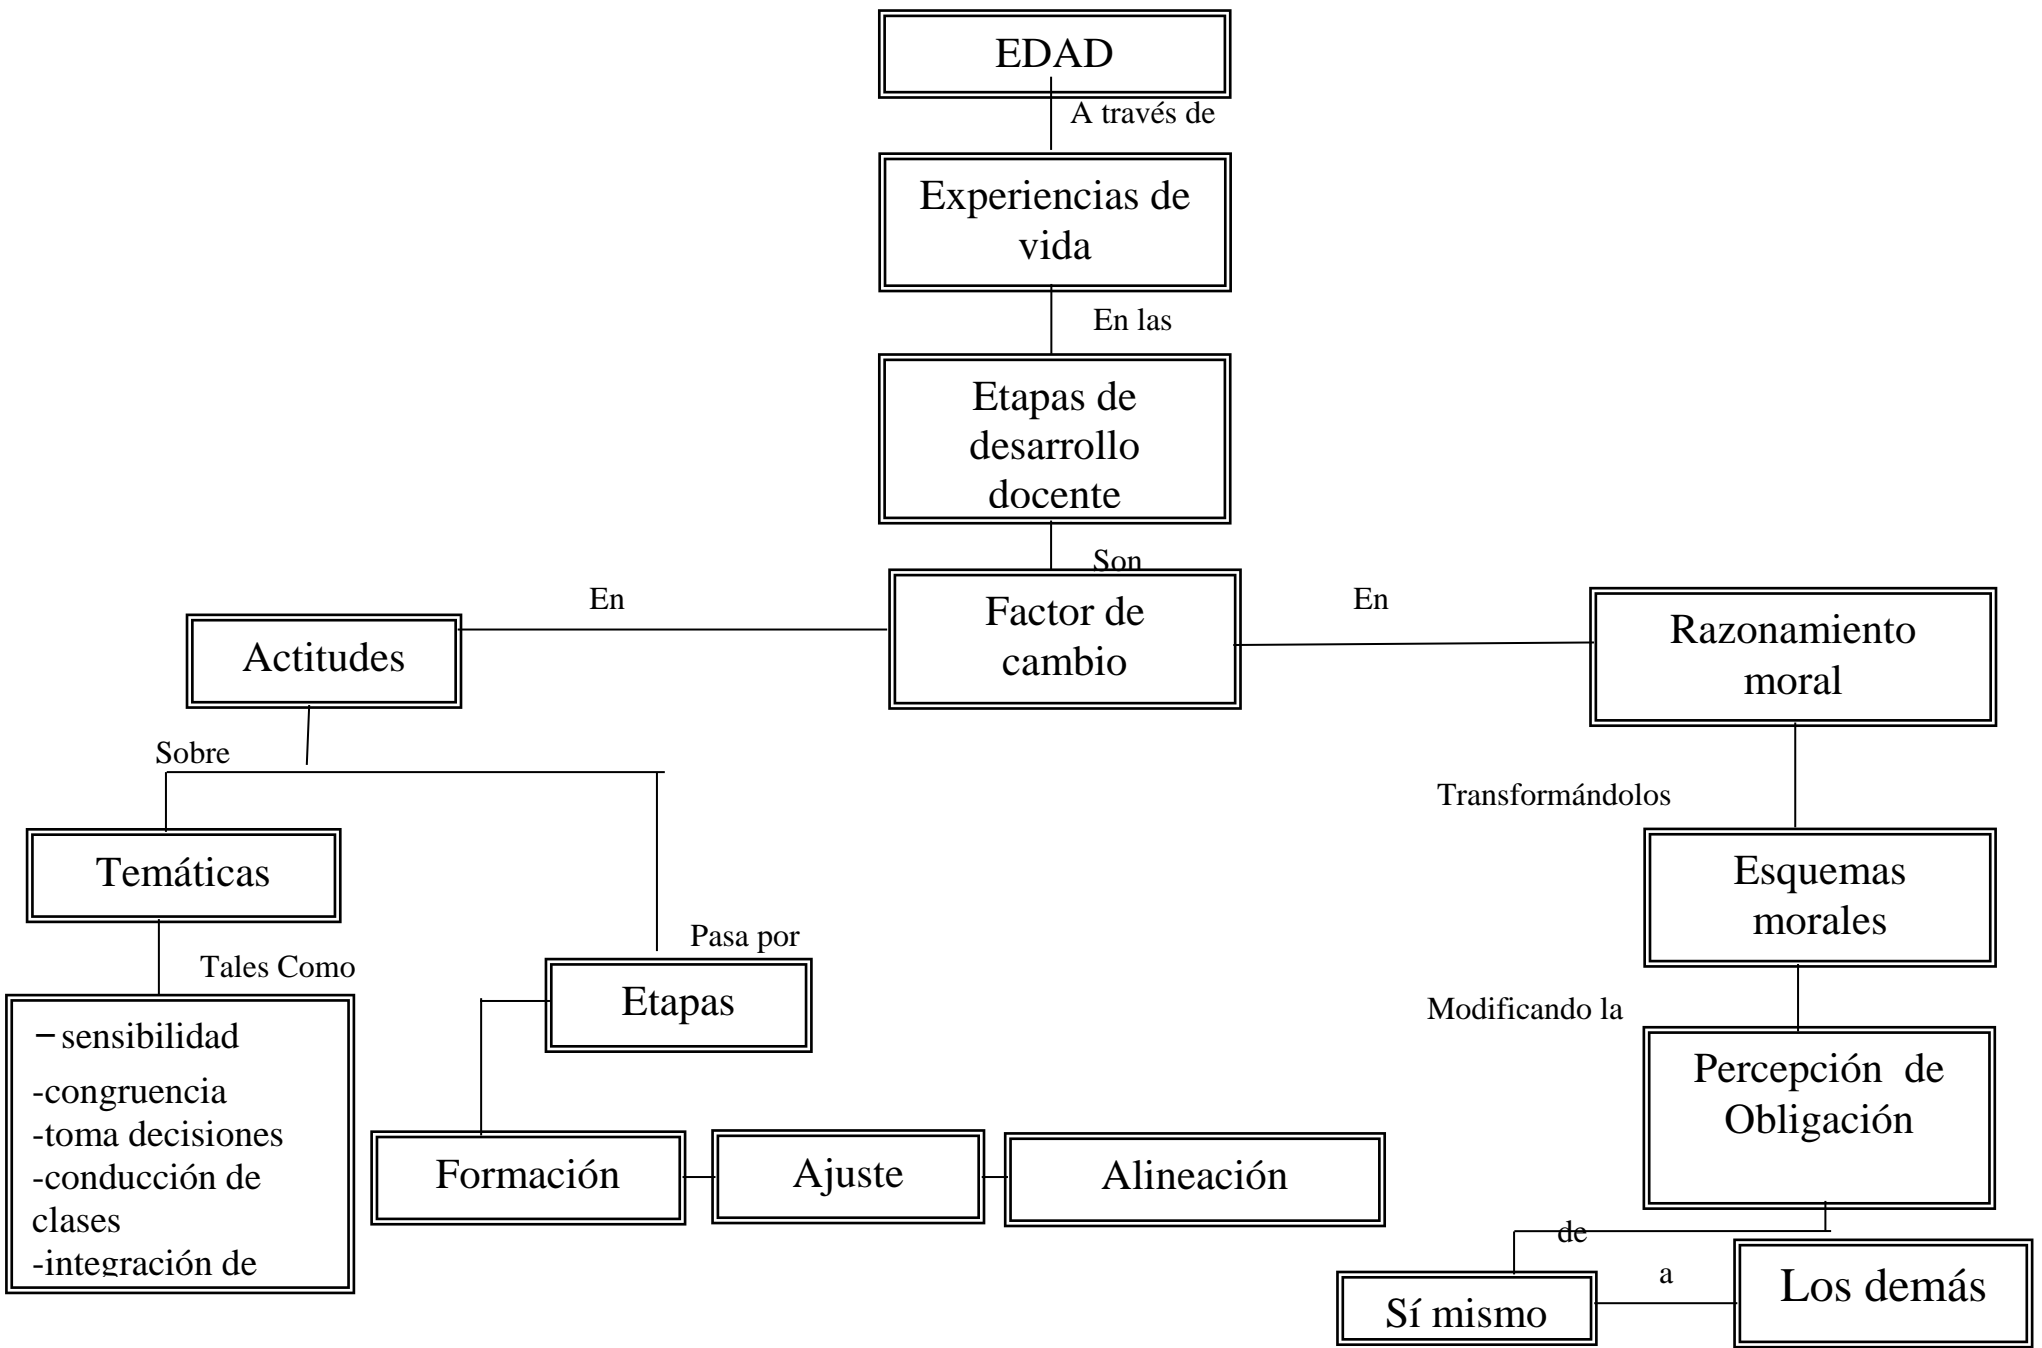 EDAD
A través de
Experiencias de
vida
En las
Etapas de
desarrollo
docente
Son
En
Factor de
cambio
En
Actitudes
Razonamiento
moral
Sobre
Transformándolos
Temáticas
Esquemas
morales
Pasa por
Tales Como
Etapas
Modificando la
– sensibilidad
-congruencia
-toma decisiones
-conducción de
clases
-integración de
Percepción de
Obligación
Formación
Ajuste
Alineación
de
a
Sí mismo
Los demás